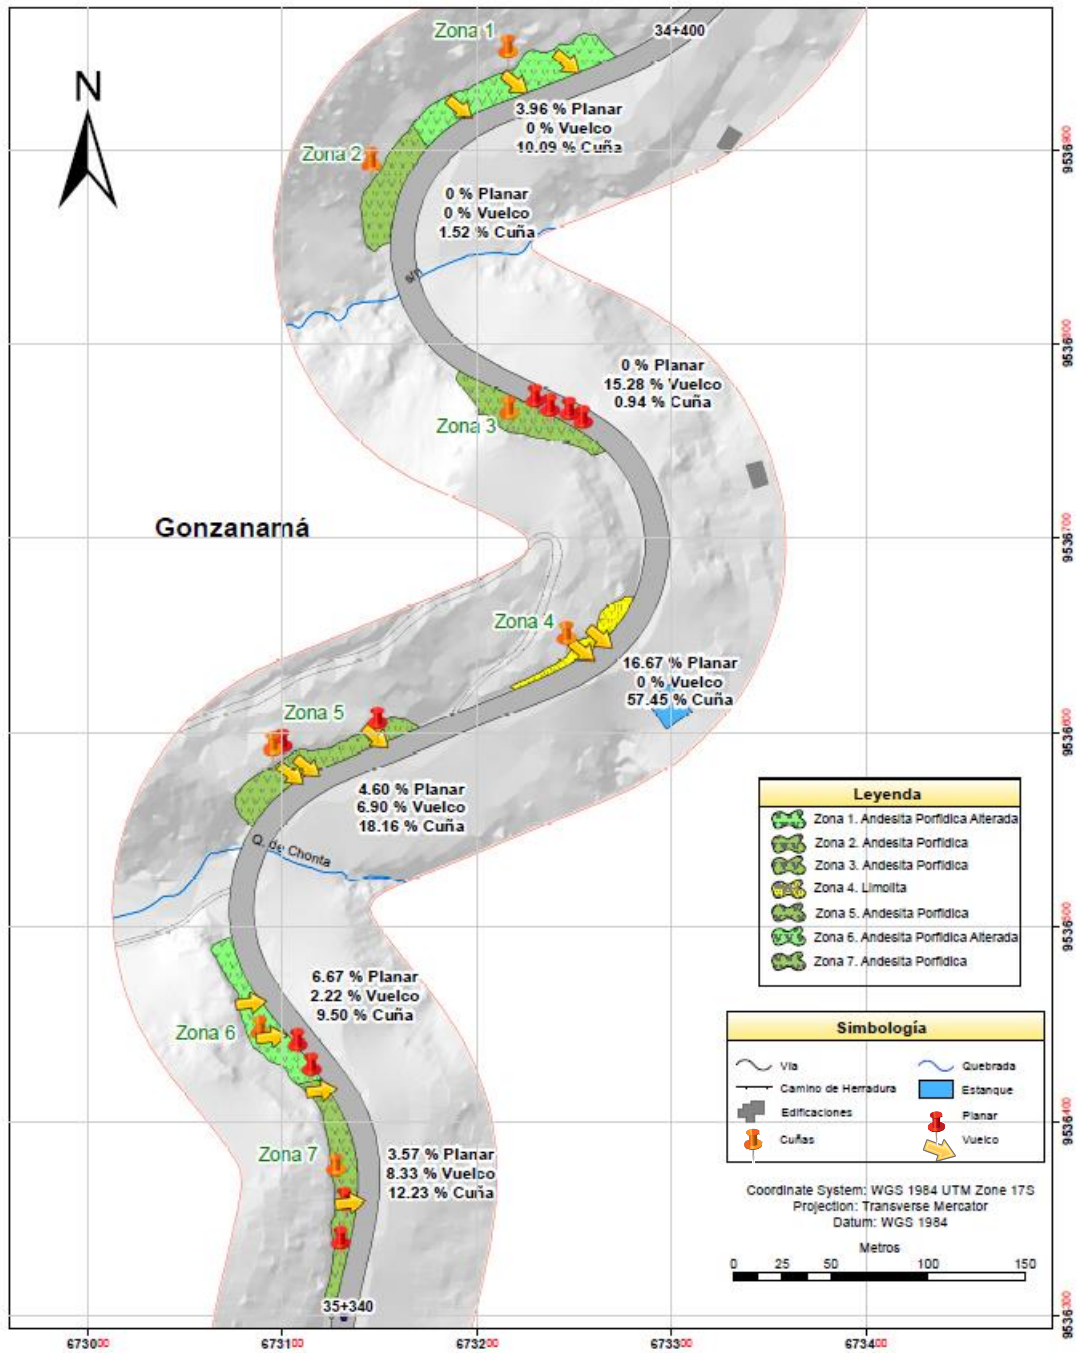 34+400
Zona 1
N
3.96 % Planar
0 % Vuelco
10.09 % Cuña
Zona 2
0 % Planar
0 % Vuelco
1.52 % Cuña
s/n
0 % Planar
15.28 % Vuelco
0.94 % Cuña
Zona 3
Gonzanamá
Zona 4
16.67 % Planar
0 % Vuelco
57.45 % Cuña
Zona 5
4.60 % Planar
6.90 % Vuelco
18.16 % Cuña
Q. de Chonta
6.67 % Planar
2.22 % Vuelco
9.50 % Cuña
Zona 6
Zona 7
3.57 % Planar
8.33 % Vuelco
12.23 % Cuña
35+340
Leyenda
Zona 1. Andesita Porfidica Alterada
Zona 2. Andesita Porfidica
Zona 3. Andesita Porfidica
Zona 4. Limolita
Zona 5. Andesita Porfidica
Zona 6. Andesita Porfidica Alterada
Zona 7. Andesita Porfidica
Simbología
Vía
Quebrada
Camino de Herradura
Estanque
Edificaciones
Planar
Cuñas
Vuelco
Coordinate System: WGS 1984 UTM Zone 17S
Projection: Transverse Mercator
Datum: WGS 1984
Metros
0 25 50 100 150
9536900
9536800
9536700
9536600
9536500
9536400
9536300
673000 673100 673200 673300 673400